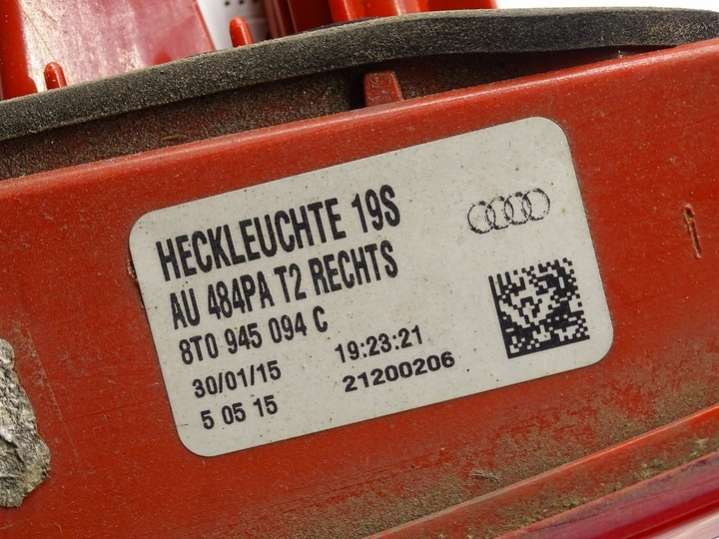 HECKLEUCHTE 19S
AU 484PA T2 RECHTS
8T0 945 094 C
30/01/15 19:23:21
5 05 15 21200206